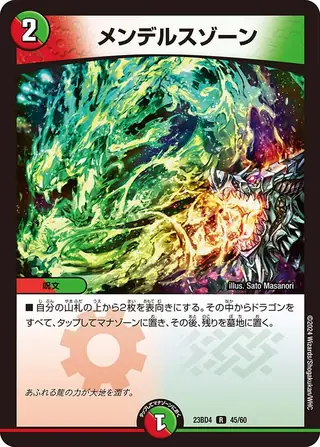 2
メンデルスゾーン
illus. Sato Masanori
呪文
■自分の山札の上から2枚を表向きにする。その中からドラゴンを
すべて、タップしてマナゾーンに置き、その後、残りを墓地に置く。
あふれる龍の力が大地を潤す。
©2024 Wizards/Shogakukan/WHC
1
23BD4 R 45/60